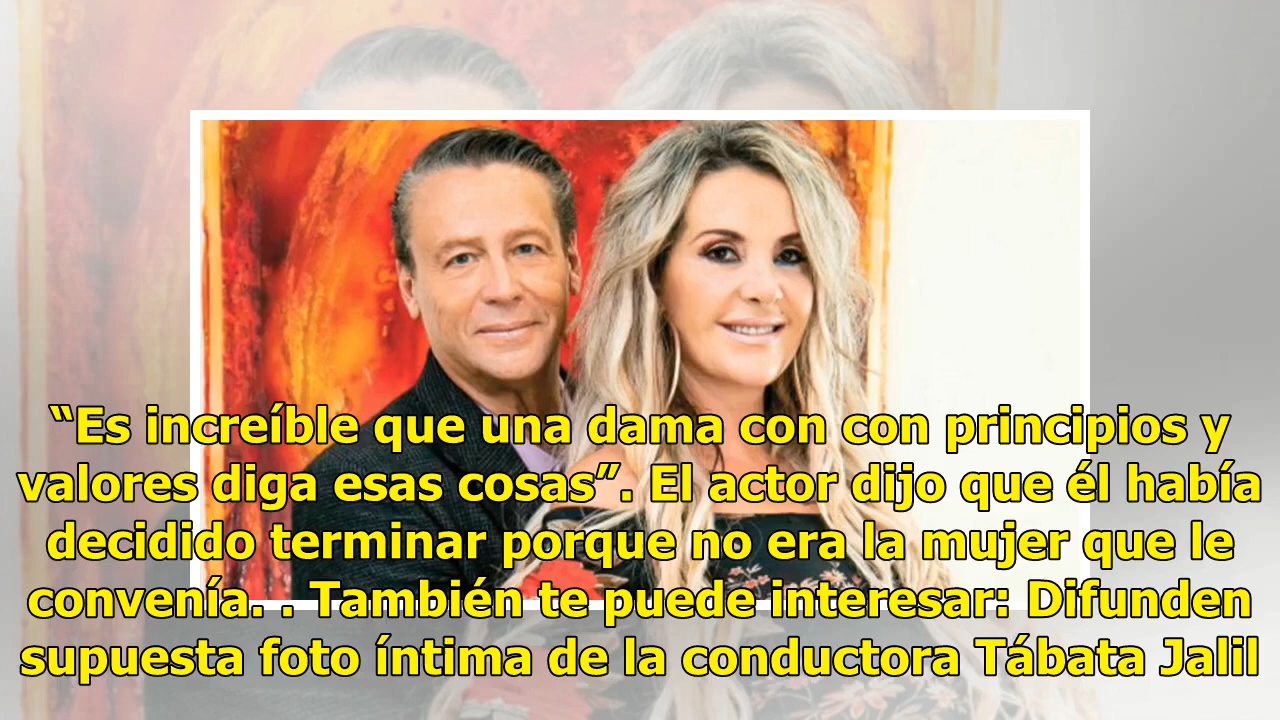 “Es increíble que una dama con con principios y
valores diga esas cosas”. El actor dijo que él había
decidido terminar porque no era la mujer que le
convenía. . También te puede interesar: Difunden
supuesta foto íntima de la conductora Tábata Jalil